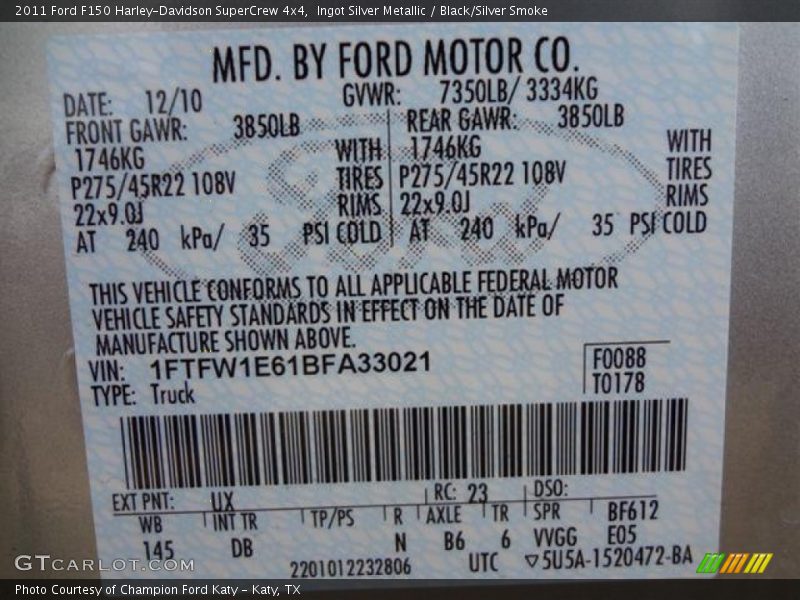 2011 Ford F150 Harley-Davidson SuperCrew 4x4, Ingot Silver Metallic / Black/Silver Smoke
MFD. BY FORD MOTOR CO.
DATE: 12/10 GVWR: 7350LB/ 3334KG
FRONT GAWR: 3850LB REAR GAWR: 3850LB
1746KG WITH 1746KG WITH
P275/45R22 108V TIRES P275/45R22 108V TIRES
22x9.0J RIMS 22x9.0J RIMS
AT 240 kPa/ 35 PSI COLD AT 240 kPa/ 35 PSI COLD
THIS VEHICLE CONFORMS TO ALL APPLICABLE FEDERAL MOTOR
VEHICLE SAFETY STANDARDS IN EFFECT ON THE DATE OF
MANUFACTURE SHOWN ABOVE.
VIN: 1FTFW1E61BFA33021 F0088
TYPE: Truck T0178
EXT PNT: UX RC: 23 DSO:
WB INT TR TP/PS R AXLE TR SPR BF612
145 DB N B6 6 VVGG E05
2201012232806 UTC ▽5U5A-1520472-BA
GTCARLOT.COM
Photo Courtesy of Champion Ford Katy - Katy, TX